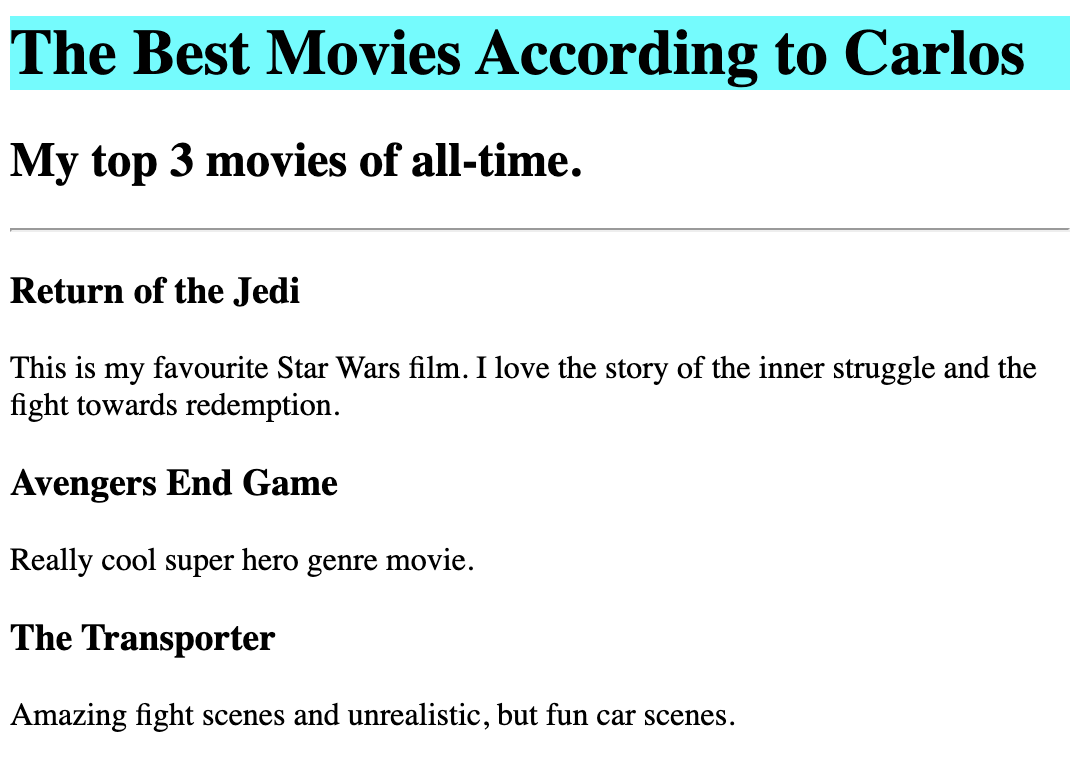 The Best Movies According to Carlos
My top 3 movies of all-time.
Return of the Jedi
This is my favourite Star Wars film. I love the story of the inner struggle and the
fight towards redemption.
Avengers End Game
Really cool super hero genre movie.
The Transporter
Amazing fight scenes and unrealistic, but fun car scenes.